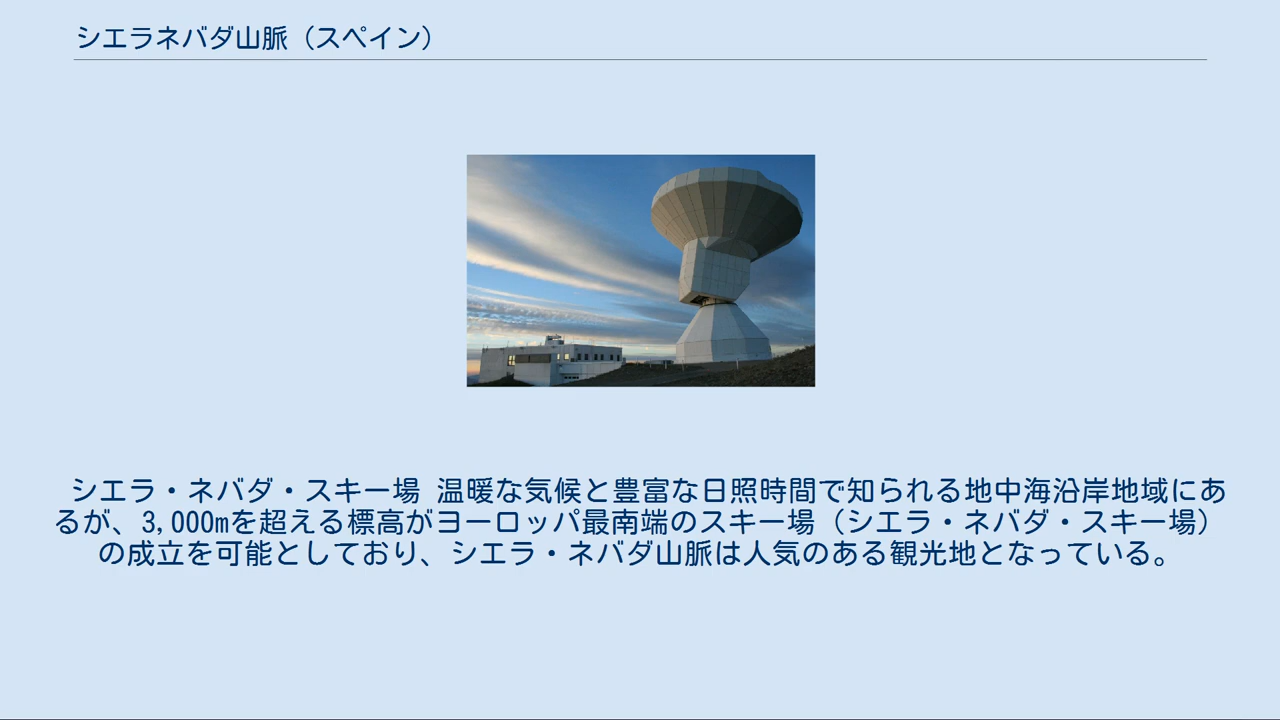 シエラネバダ山脈（スペイン）
シエラ・ネバダ・スキー場 温暖な気候と豊富な日照時間で知られる地中海沿岸地域にあ
るが、3,000mを超える標高がヨーロッパ最南端のスキー場（シエラ・ネバダ・スキー場）
の成立を可能としており、シエラ・ネバダ山脈は人気のある観光地となっている。